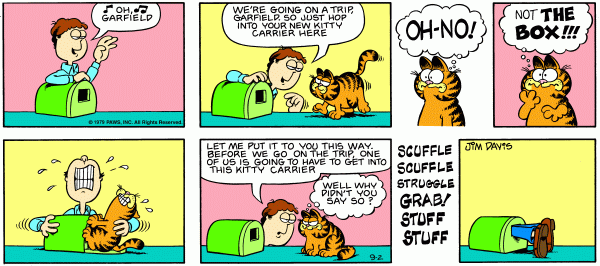 ♪ OH, ♫
GARFIELD
© 1979 PAWS, INC. All Rights Reserved.
WE'RE GOING ON A TRIP,
GARFIELD. SO JUST HOP
INTO YOUR NEW KITTY
CARRIER HERE
OH-NO!
NOT THE
BOX!!!
LET ME PUT IT TO YOU THIS WAY.
BEFORE WE GO ON THE TRIP, ONE
OF US IS GOING TO HAVE TO GET INTO
THIS KITTY CARRIER
WELL WHY
DIDN'T YOU
SAY SO?
9-2
SCUFFLE
SCUFFLE
STRUGGLE
GRAB!
STUFF
STUFF
JIM DAVIS